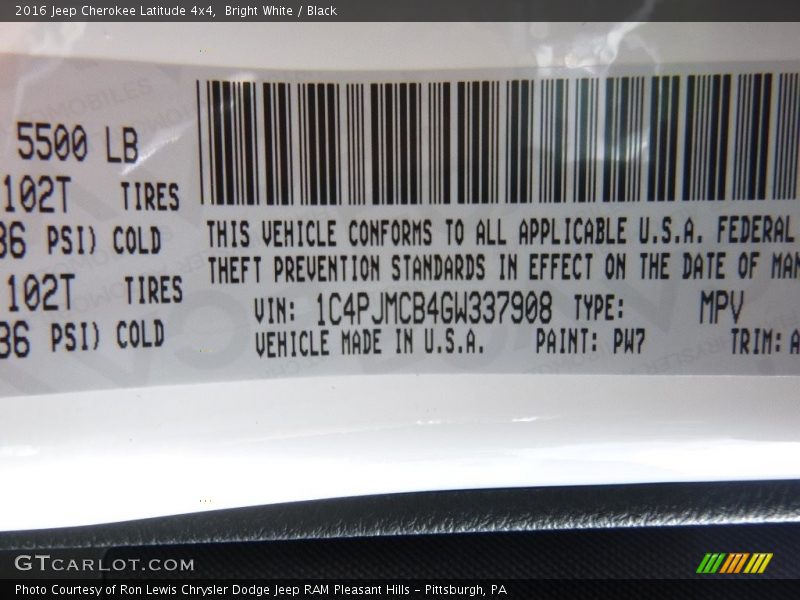 2016 Jeep Cherokee Latitude 4x4, Bright White / Black
5500 LB
102T TIRES
36 PSI) COLD
102T TIRES
36 PSI) COLD
THIS VEHICLE CONFORMS TO ALL APPLICABLE U.S.A. FEDERAL
THEFT PREVENTION STANDARDS IN EFFECT ON THE DATE OF MAN
VIN: 1C4PJMCB4GW337908 TYPE: MPV
VEHICLE MADE IN U.S.A. PAINT: PW7 TRIM: A
GTCARLOT.COM
Photo Courtesy of Ron Lewis Chrysler Dodge Jeep RAM Pleasant Hills - Pittsburgh, PA